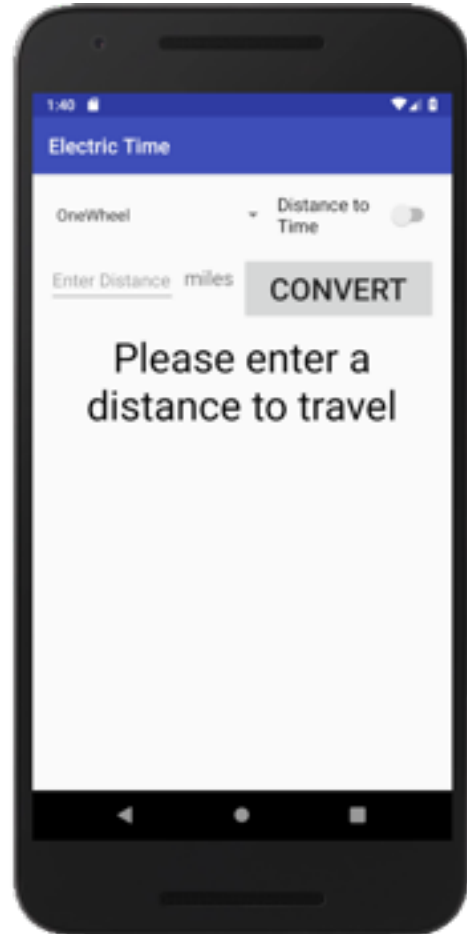 1:40
Electric Time
OneWheel
Distance to
Time
Enter Distance miles CONVERT
Please enter a
distance to travel